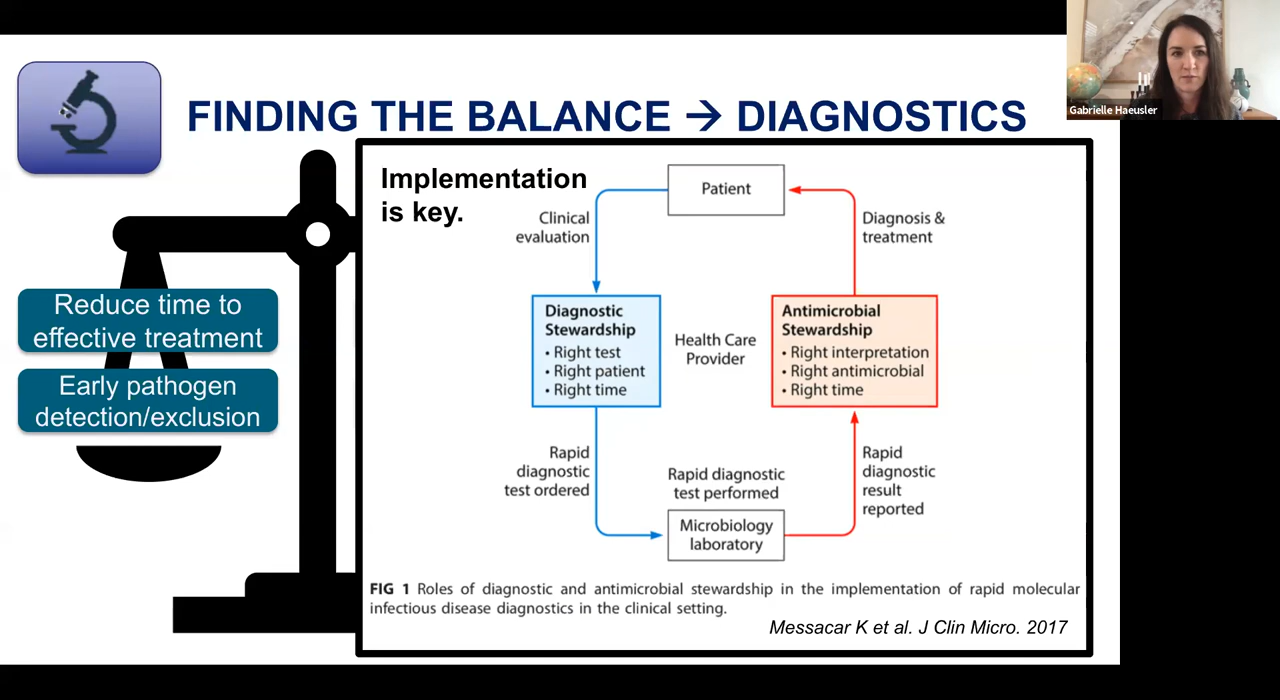 FINDING THE BALANCE → DIAGNOSTICS
Gabrielle Haeusler
Reduce time to
effective treatment
Early pathogen
detection/exclusion
Implementation
is key.
Patient
Clinical
evaluation
Diagnosis &
treatment
Diagnostic
Stewardship
• Right test
• Right patient
• Right time
Health Care
Provider
Antimicrobial
Stewardship
• Right interpretation
• Right antimicrobial
• Right time
Rapid
diagnostic
test ordered
Rapid diagnostic
test performed
Rapid
diagnostic
result
reported
Microbiology
laboratory
FIG 1 Roles of diagnostic and antimicrobial stewardship in the implementation of rapid molecular
infectious disease diagnostics in the clinical setting.
Messacar K et al. J Clin Micro. 2017